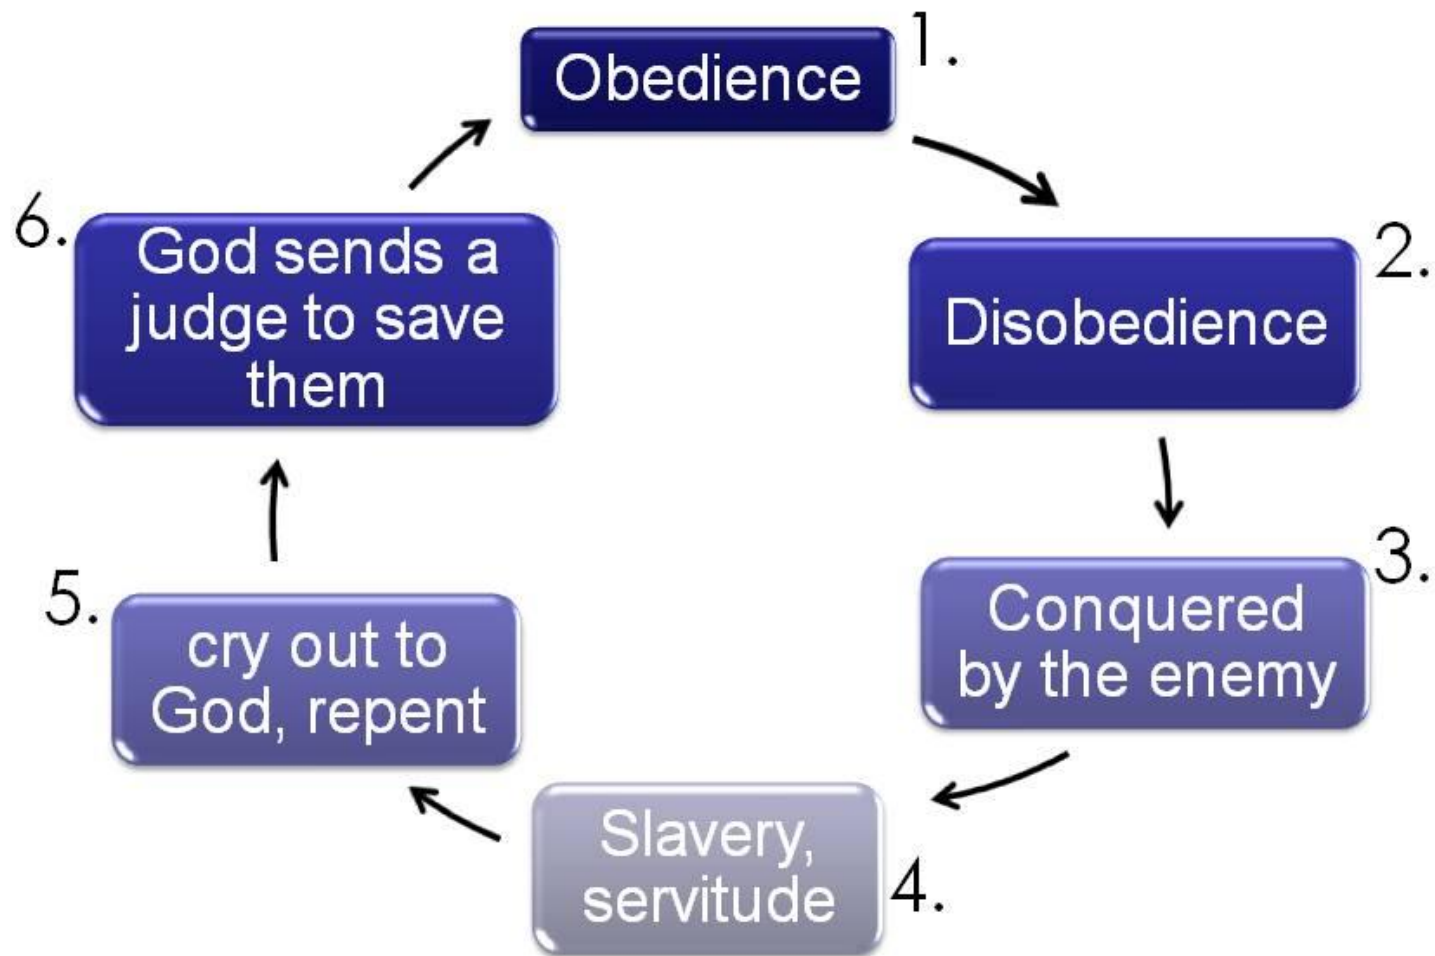 1.
Obedience
2.
Disobedience
3.
Conquered
by the enemy
4.
Slavery,
servitude
5.
cry out to
God, repent
6.
God sends a
judge to save
them